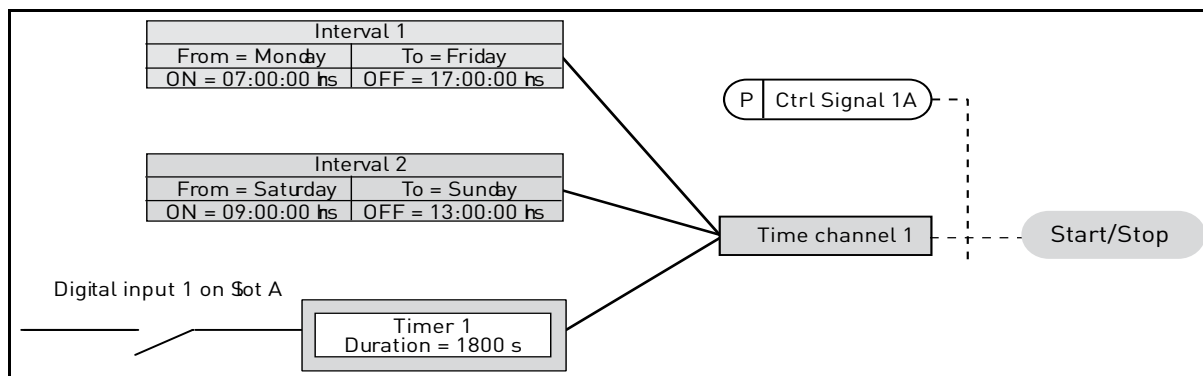 Interval 1
From = Monday To = Friday
ON = 07:00:00 hs OFF = 17:00:00 hs
P Ctrl Signal 1A
Interval 2
From = Saturday To = Sunday
ON = 09:00:00 hs OFF = 13:00:00 hs
Time channel 1
Start/Stop
Digital input 1 on Slot A
Timer 1
Duration = 1800 s